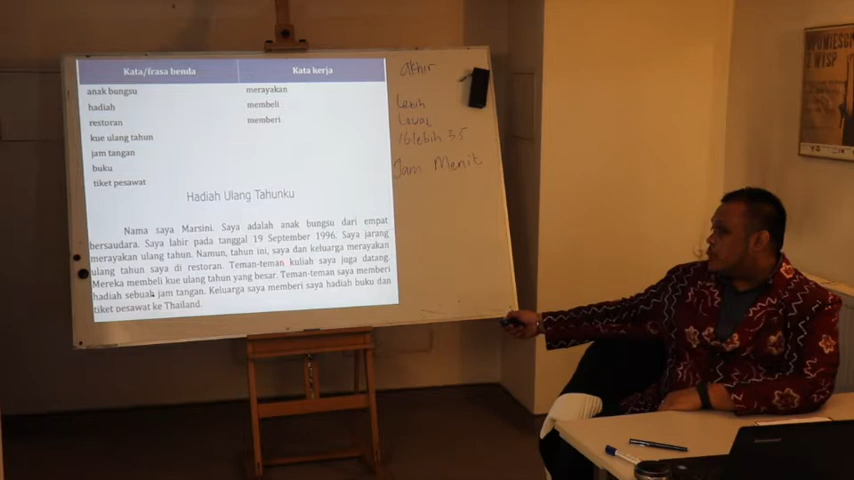 Kata/frasa benda Kata kerja
anak bungsu merayakan
hadiah membeli
restoran memberi
kue ulang tahun
jam tangan
buku
tiket pesawat
Hadiah Ulang Tahunku
Nama saya Marsini. Saya adalah anak bungsu dari empat
bersaudara. Saya lahir pada tanggal 19 September 1996. Saya jarang
merayakan ulang tahun. Namun, tahun ini, saya dan keluarga merayakan
ulang tahun saya di restoran. Teman-teman kuliah saya juga datang.
Mereka membeli kue ulang tahun yang besar. Teman-teman saya memberi
hadiah sebuah jam tangan. Keluarga saya memberi saya hadiah buku dan
tiket pesawat ke Thailand.
akhir
Lebih
Lewat
16 lebih 35
Jam Menit